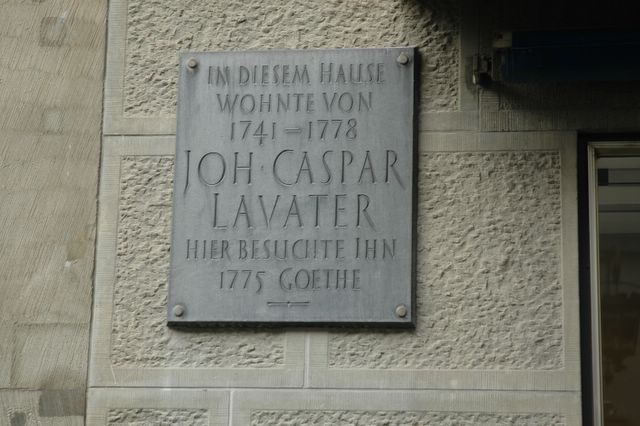 IN DIESEM HAUSE
WOHNTE VON
1741 – 1778
JOH · CASPAR
LAVATER
HIER BESUCHTE IHN
1775 GOETHE